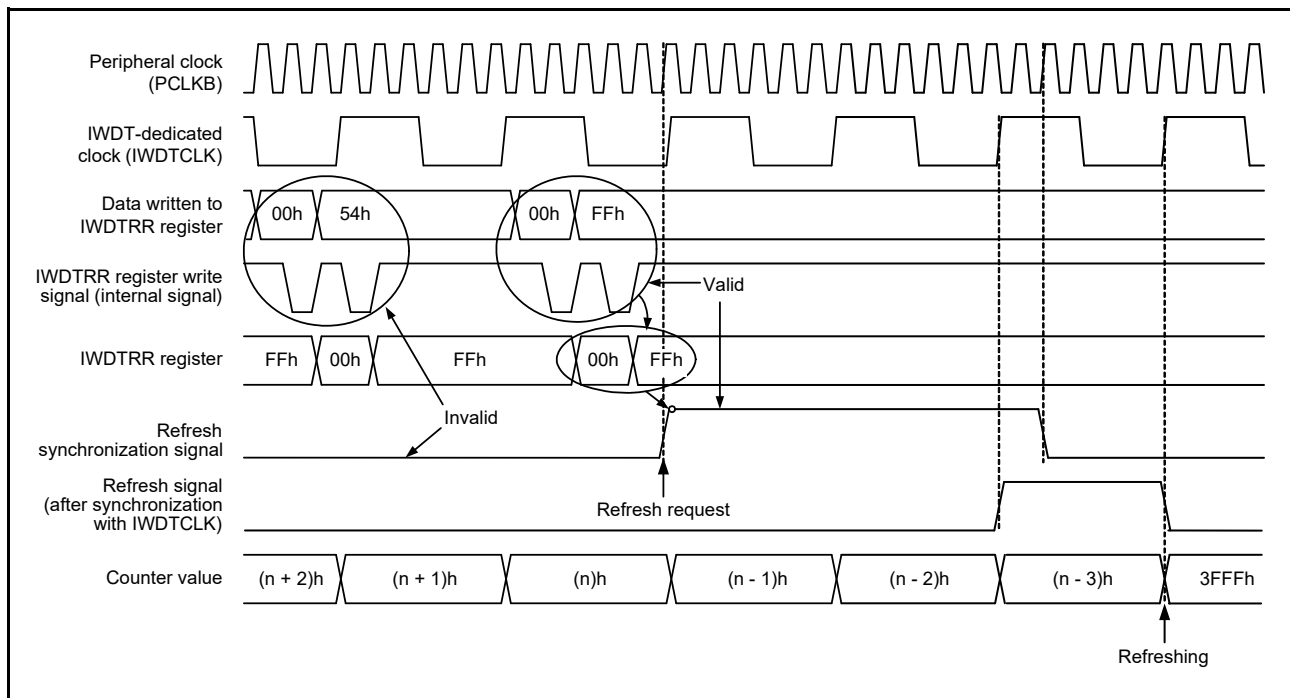 Peripheral clock
(PCLKB)
IWDT-dedicated
clock (IWDTCLK)
Data written to
IWDTRR register
00h 54h 00h FFh
IWDTRR register write
signal (internal signal)
Valid
IWDTRR register
FFh 00h FFh 00h FFh
Invalid
Refresh
synchronization signal
Refresh signal
(after synchronization
with IWDTCLK)
Refresh request
Counter value
(n + 2)h (n + 1)h (n)h (n - 1)h (n - 2)h (n - 3)h 3FFFh
Refreshing